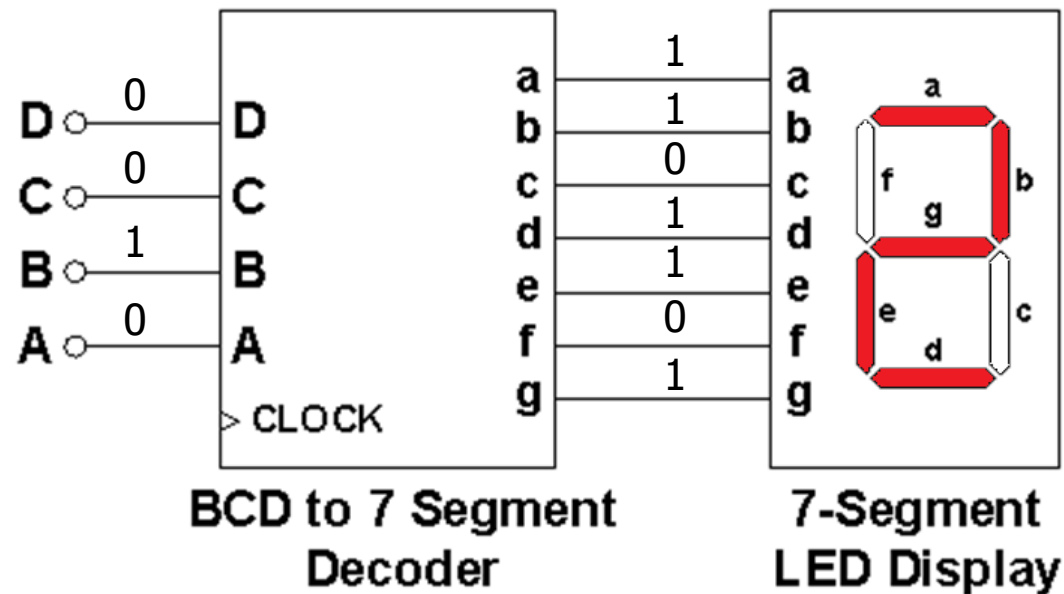 0 1
D D a a a
0 1
b b
C C 0
c c f b
1 1 g
B B d d
1
0 e e e c
A A 0
f f d
1
> CLOCK g g
BCD to 7 Segment 7-Segment
Decoder LED Display